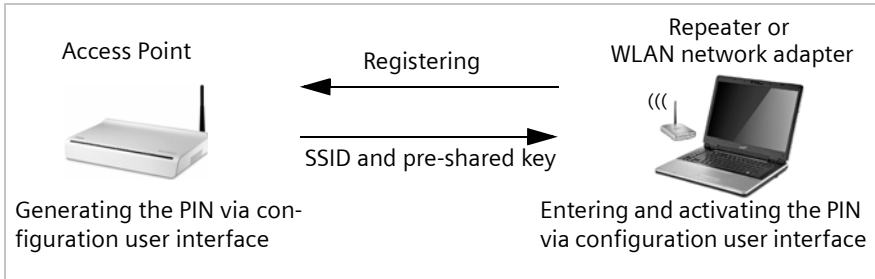 Access Point
Repeater or
WLAN network adapter
Registering
SSID and pre-shared key
Generating the PIN via con-
figuration user interface
Entering and activating the PIN
via configuration user interface